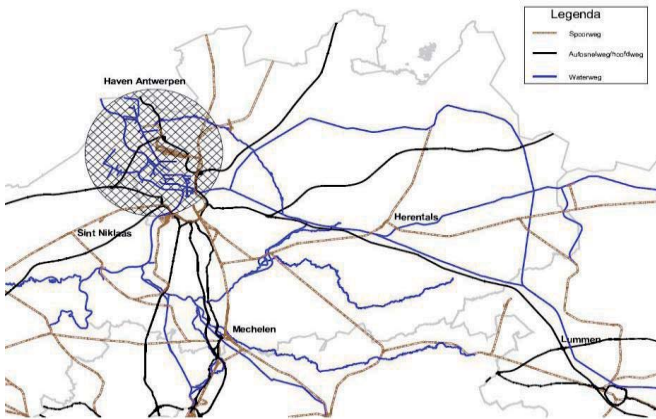 Legenda
Spoorweg
Autosnelweg/hoofdweg
Waterweg
Haven Antwerpen
Herentals
Sint Niklaas
Mechelen
Lummen